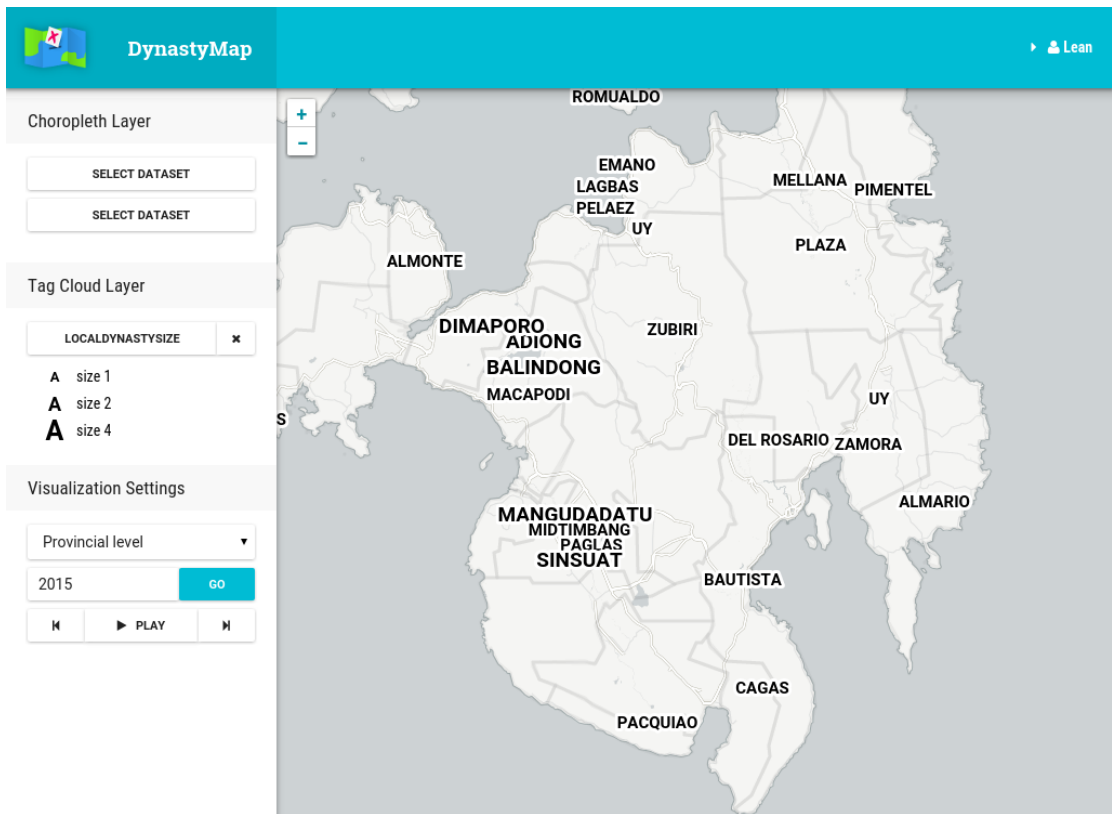 DynastyMap
Lean
Choropleth Layer
SELECT DATASET
SELECT DATASET
Tag Cloud Layer
LOCALDYNASTYSIZE
A size 1
A size 2
A size 4
Visualization Settings
Provincial level
2015 GO
PLAY
+
−
ROMUALDO
EMANO
LAGBAS
PELAEZ
UY
MELLANA
PIMENTEL
PLAZA
ALMONTE
DIMAPORO
ADIONG
BALINDONG
MACAPODI
ZUBIRI
S
UY
DEL ROSARIO
ZAMORA
ALMARIO
MANGUDADATU
MIDTIMBANG
PAGLAS
SINSUAT
BAUTISTA
CAGAS
PACQUIAO